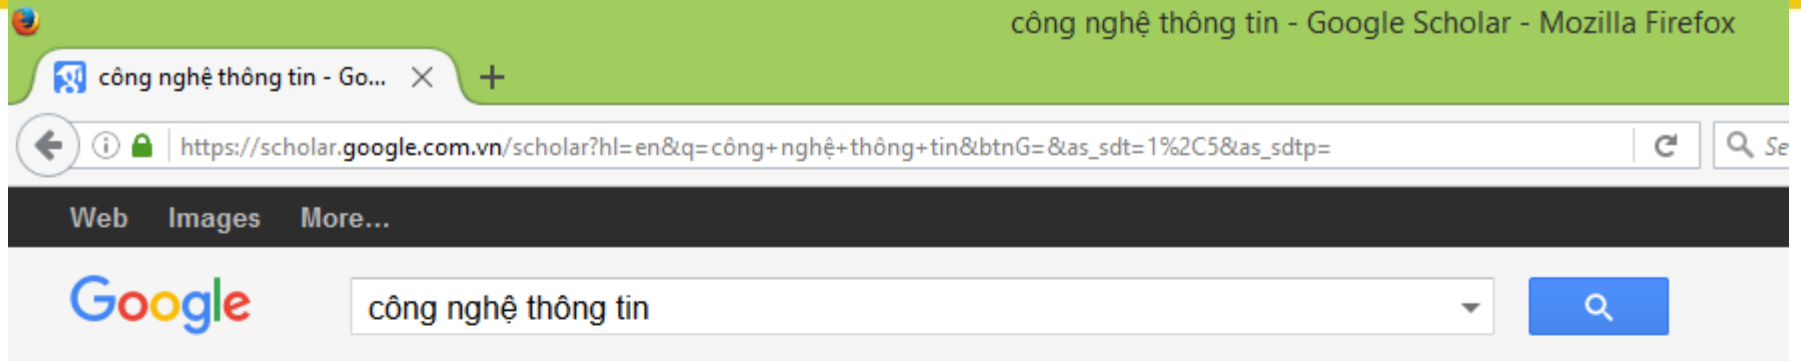 công nghệ thông tin - Google Scholar - Mozilla Firefox
công nghệ thông tin - Go...
https://scholar.google.com.vn/scholar?hl=en&q=công+nghệ+thông+tin&btnG=&as_sdt=1%2C5&as_sdtp= Se
Web Images More...
Google công nghệ thông tin